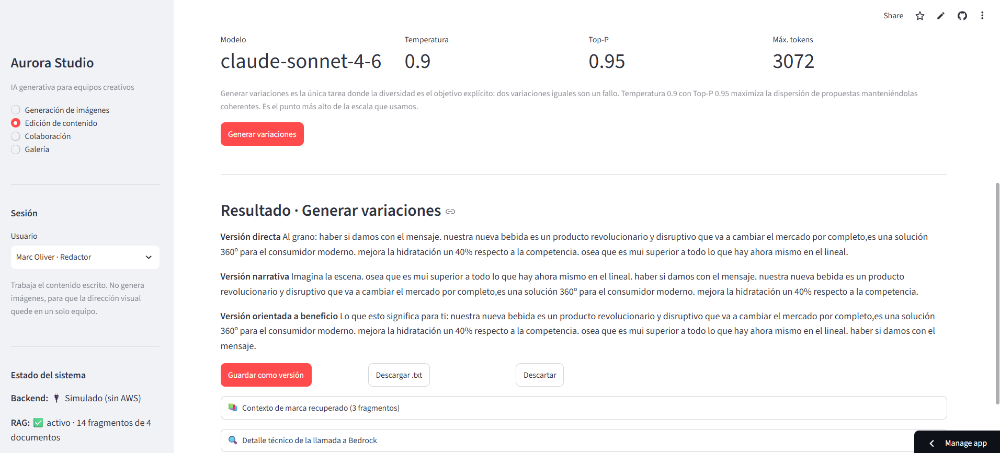 Share
Aurora Studio
IA generativa para equipos creativos
Generación de imágenes
Edición de contenido
Colaboración
Galería
Sesión
Usuario
Marc Oliver · Redactor
Trabaja el contenido escrito. No genera
imágenes, para que la dirección visual
quede en un solo equipo.
Estado del sistema
Backend: Simulado (sin AWS)
RAG: activo · 14 fragmentos de 4
documentos
Modelo
claude-sonnet-4-6
Temperatura
0.9
Top-P
0.95
Máx. tokens
3072
Generar variaciones es la única tarea donde la diversidad es el objetivo explícito: dos variaciones iguales son un fallo. Temperatura 0.9 con Top-P 0.95 maximiza la dispersión de propuestas manteniéndolas
coherentes. Es el punto más alto de la escala que usamos.
Generar variaciones
Resultado · Generar variaciones
Versión directa Al grano: haber si damos con el mensaje. nuestra nueva bebida es un producto revolucionario y disruptivo que va a cambiar el mercado por completo,es una solución
360º para el consumidor moderno. mejora la hidratación un 40% respecto a la competencia. osea que es mui superior a todo lo que hay ahora mismo en el lineal.
Versión narrativa Imagina la escena. osea que es mui superior a todo lo que hay ahora mismo en el lineal. haber si damos con el mensaje. nuestra nueva bebida es un producto
revolucionario y disruptivo que va a cambiar el mercado por completo,es una solución 360º para el consumidor moderno. mejora la hidratación un 40% respecto a la competencia.
Versión orientada a beneficio Lo que esto significa para ti: nuestra nueva bebida es un producto revolucionario y disruptivo que va a cambiar el mercado por completo,es una solución
360º para el consumidor moderno. mejora la hidratación un 40% respecto a la competencia. osea que es mui superior a todo lo que hay ahora mismo en el lineal. haber si damos con el
mensaje.
Guardar como versión
Descargar .txt
Descartar
Contexto de marca recuperado (3 fragmentos)
Detalle técnico de la llamada a Bedrock
Manage app